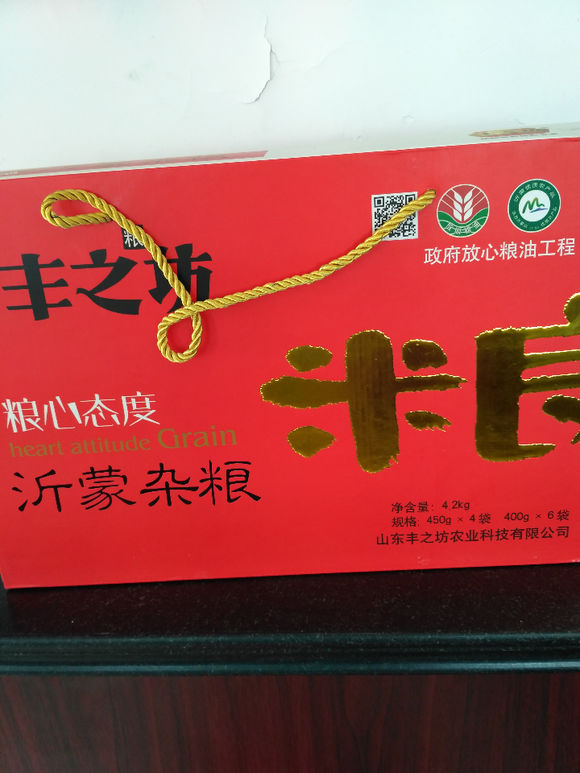 丰之坊
政府放心粮油工程
粮心态度
heart attitude Grain
沂蒙杂粮
净含量：4.2kg
规格：450g × 4袋 400g × 6袋
山东丰之坊农业科技有限公司